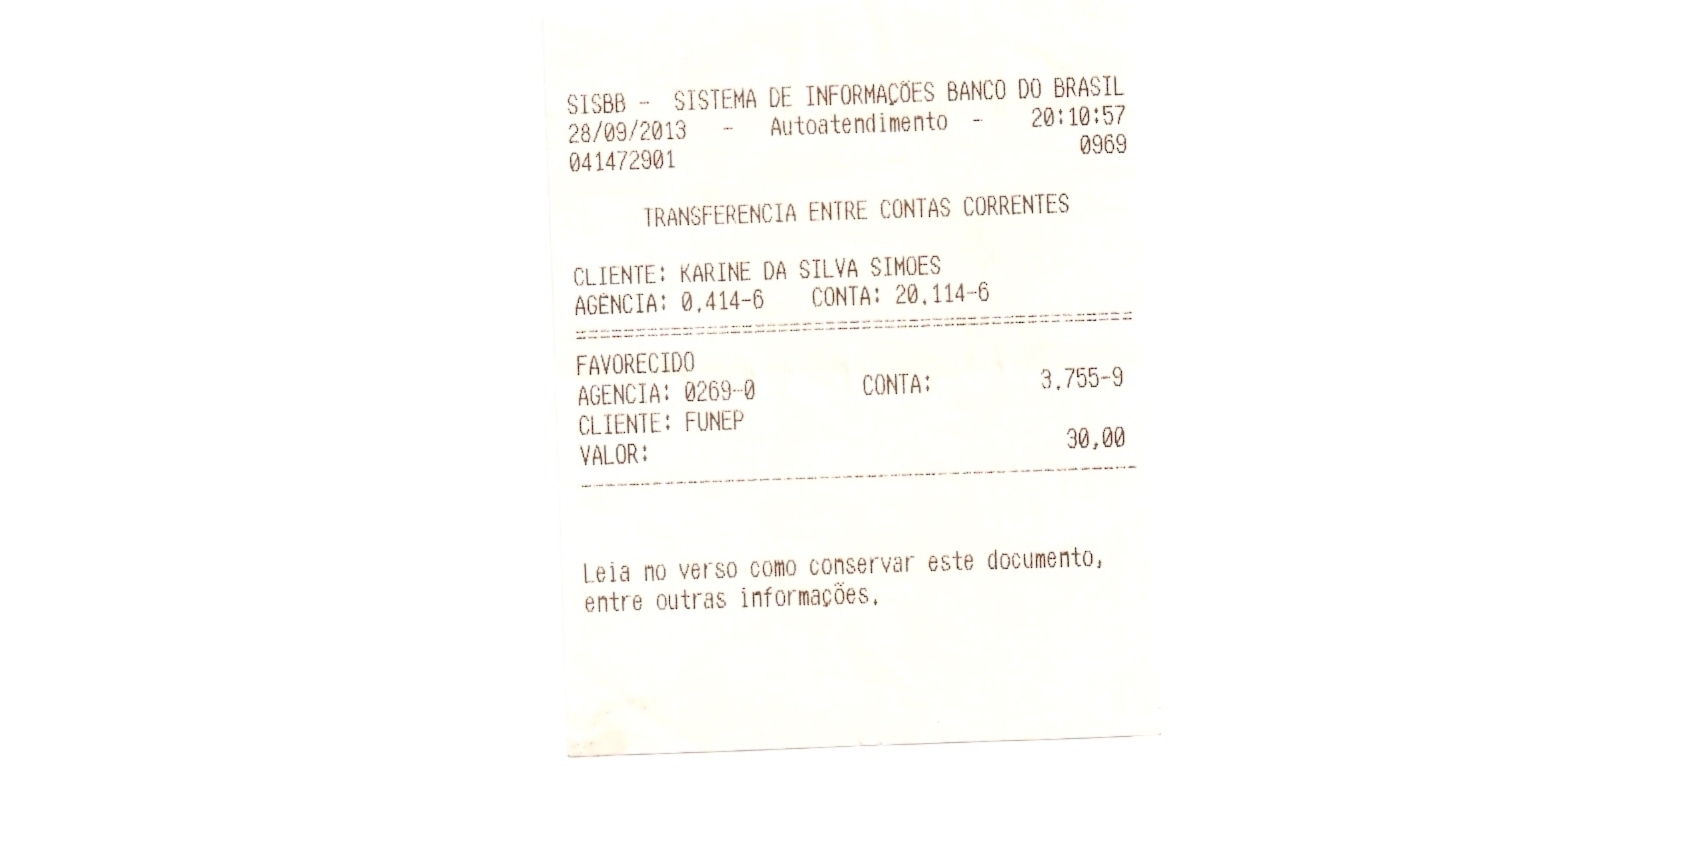 SISBB - SISTEMA DE INFORMAÇÕES BANCO DO BRASIL
28/09/2013 - Autoatendimento - 20:10:57
041472901 0969
TRANSFERENCIA ENTRE CONTAS CORRENTES
CLIENTE: KARINE DA SILVA SIMOES
AGENCIA: 0.414-6 CONTA: 20.114-6
================================================
FAVORECIDO
AGENCIA: 0269-0 CONTA: 3.755-9
CLIENTE: FUNEP
VALOR: 30,00
------------------------------------------------
Leia no verso como conservar este documento,
entre outras informações.